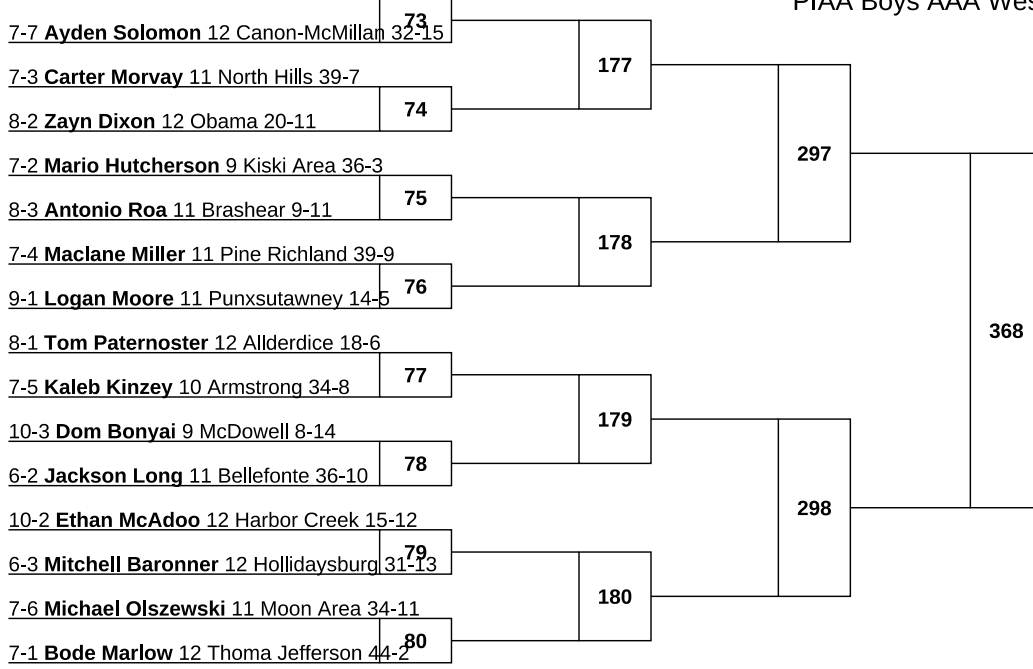 PIAA Boys AAA Wes
73
7-7 Ayden Solomon 12 Canon-McMillan 32-15
177
7-3 Carter Morvay 11 North Hills 39-7
74
8-2 Zayn Dixon 12 Obama 20-11
297
7-2 Mario Hutcherson 9 Kiski Area 36-3
75
8-3 Antonio Roa 11 Brashear 9-11
178
7-4 Maclane Miller 11 Pine Richland 39-9
76
9-1 Logan Moore 11 Punxsutawney 14-5
368
8-1 Tom Paternoster 12 Allderdice 18-6
77
7-5 Kaleb Kinzey 10 Armstrong 34-8
179
10-3 Dom Bonyai 9 McDowell 8-14
78
6-2 Jackson Long 11 Bellefonte 36-10
298
10-2 Ethan McAdoo 12 Harbor Creek 15-12
79
6-3 Mitchell Baronner 12 Hollidaysburg 31-13
180
7-6 Michael Olszewski 11 Moon Area 34-11
80
7-1 Bode Marlow 12 Thoma Jefferson 44-2